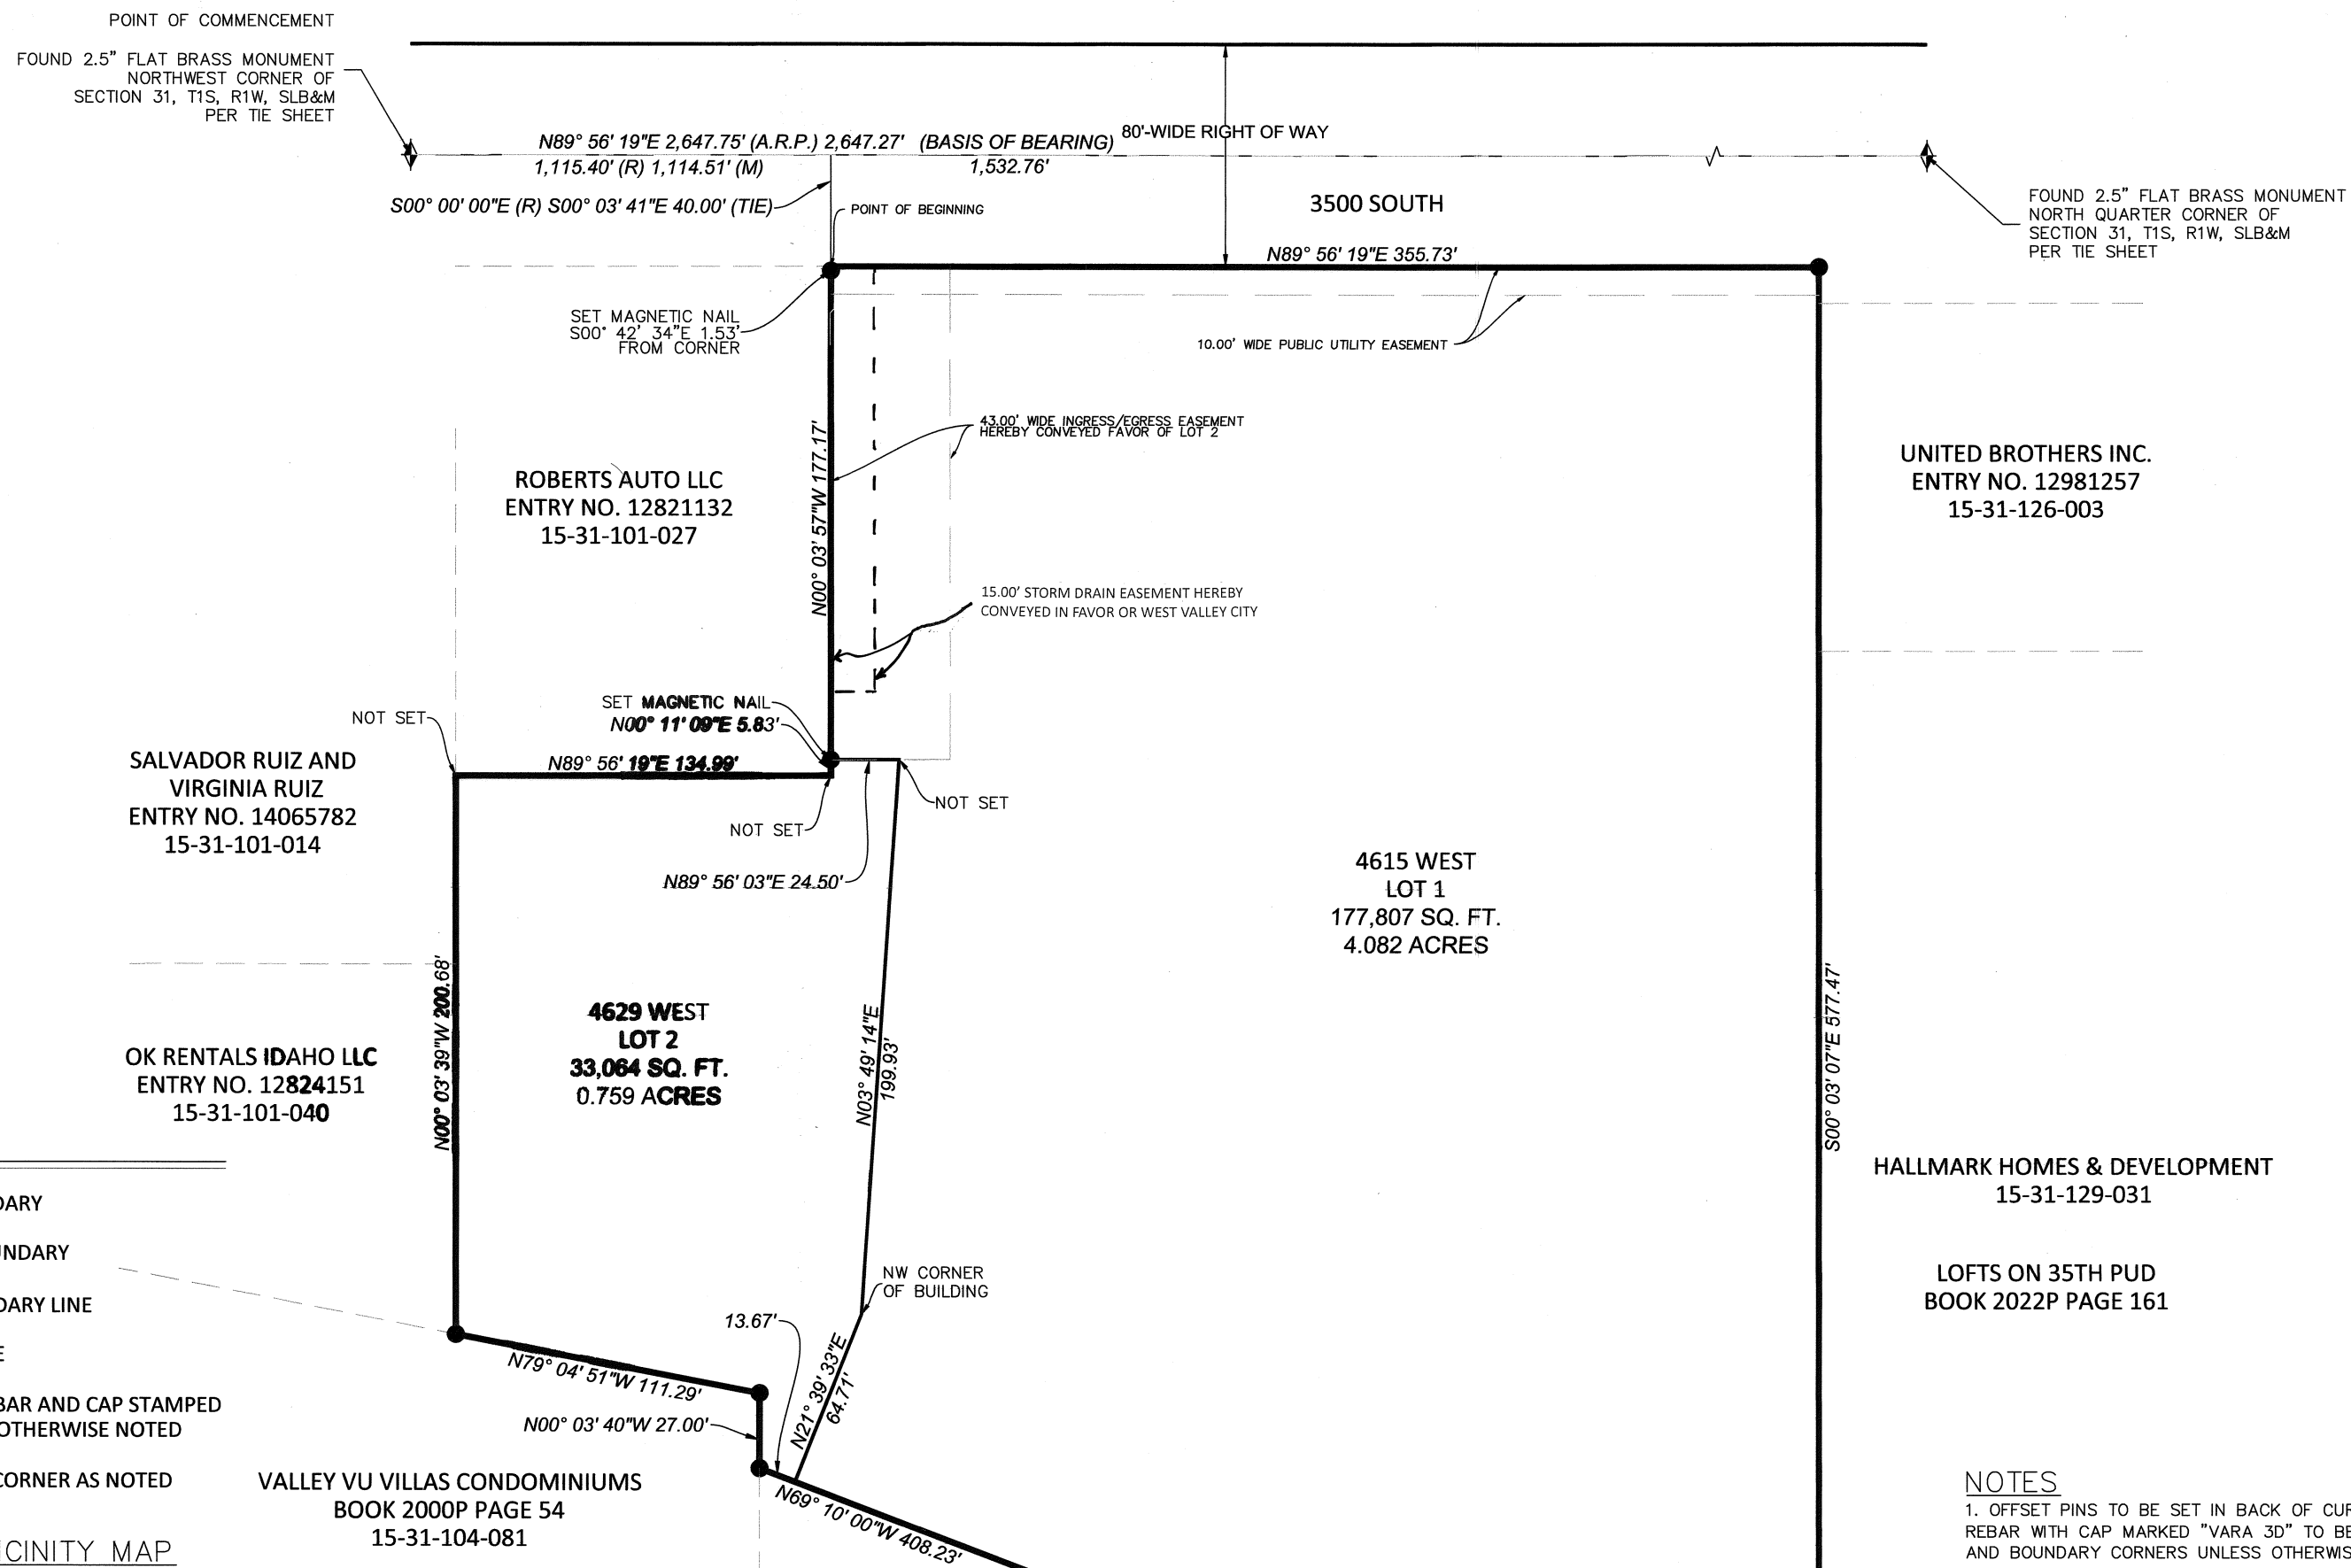 POINT OF COMMENCEMENT
FOUND 2.5" FLAT BRASS MONUMENT
NORTHWEST CORNER OF
SECTION 31, T1S, R1W, SLB&M
PER TIE SHEET
N89° 56' 19"E 2,647.75' (A.R.P.) 2,647.27' (BASIS OF BEARING)
80'-WIDE RIGHT OF WAY
1,115.40' (R) 1,114.51' (M)
1,532.76'
S00° 00' 00"E (R) S00° 03' 41"E 40.00' (TIE)
POINT OF BEGINNING
3500 SOUTH
FOUND 2.5" FLAT BRASS MONUMENT
NORTH QUARTER CORNER OF
SECTION 31, T1S, R1W, SLB&M
PER TIE SHEET
N89° 56' 19"E 355.73'
SET MAGNETIC NAIL
S00° 42' 34"E 1.53'
FROM CORNER
10.00' WIDE PUBLIC UTILITY EASEMENT
43.00' WIDE INGRESS/EGRESS EASEMENT
HEREBY CONVEYED FAVOR OF LOT 2
N00° 03' 57"W 177.17'
ROBERTS AUTO LLC
ENTRY NO. 12821132
15-31-101-027
UNITED BROTHERS INC.
ENTRY NO. 12981257
15-31-126-003
15.00' STORM DRAIN EASEMENT HEREBY
CONVEYED IN FAVOR OR WEST VALLEY CITY
SET MAGNETIC NAIL
N00° 11' 09"E 5.83'
NOT SET
N89° 56' 19"E 134.99'
SALVADOR RUIZ AND
VIRGINIA RUIZ
ENTRY NO. 14065782
15-31-101-014
NOT SET
NOT SET
N89° 56' 03"E 24.50'
4615 WEST
LOT 1
177,807 SQ. FT.
4.082 ACRES
N00° 03' 39"W 200.68'
4629 WEST
LOT 2
33,064 SQ. FT.
0.759 ACRES
N03° 49' 14"E
199.93'
S00° 03' 07"E 577.47'
OK RENTALS IDAHO LLC
ENTRY NO. 12824151
15-31-101-040
HALLMARK HOMES & DEVELOPMENT
15-31-129-031
LOFTS ON 35TH PUD
BOOK 2022P PAGE 161
DARY
UNDARY
DARY LINE
E
BAR AND CAP STAMPED
OTHERWISE NOTED
CORNER AS NOTED
NW CORNER
OF BUILDING
13.67'
N79° 04' 51"W 111.29'
N21° 39' 33"E
64.71'
N00° 03' 40"W 27.00'
N69° 10' 00"W 408.23'
VALLEY VU VILLAS CONDOMINIUMS
BOOK 2000P PAGE 54
15-31-104-081
CINITY MAP
NOTES
1. OFFSET PINS TO BE SET IN BACK OF CUR
REBAR WITH CAP MARKED "VARA 3D" TO BE
AND BOUNDARY CORNERS UNLESS OTHERWIS